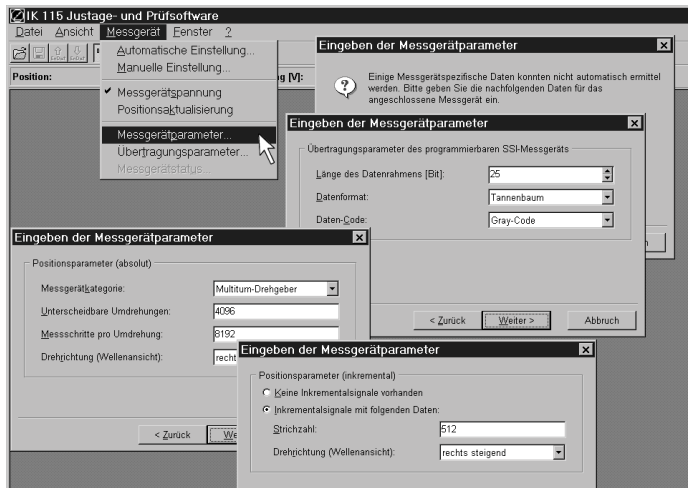 IK 115 Justage- und Prüfsoftware
Datei Ansicht Messgerät Fenster ?
Automatische Einstellung...
Manuelle Einstellung...
Messgerätspannung
Positionsaktualisierung
Messgerätparameter...
Übertragungsparameter...
Messgerätstatus...
ExDat ExDat
Position:
g [V]:
Eingeben der Messgerätparameter
Einige Messgerätspezifische Daten konnten nicht automatisch ermittel
werden. Bitte geben Sie die nachfolgenden Daten für das
angeschlossene Messgerät ein.
Eingeben der Messgerätparameter
Übertragungsparameter des programmierbaren SSI-Messgeräts
Länge des Datenrahmens [Bit]: 25
Datenformat: Tannenbaum
Daten-Code: Gray-Code
< Zurück Weiter > Abbruch
Eingeben der Messgerätparameter
Positionsparameter (absolut)
Messgerätkategorie: Multitum-Drehgeber
Unterscheidbare Umdrehungen: 4096
Messschritte pro Umdrehung: 8192
Drehrichtung (Wellenansicht): recht
< Zurück We
Eingeben der Messgerätparameter
Positionsparameter (inkremental)
Keine Inkrementalsignale vorhanden
Inkrementalsignale mit folgenden Daten:
Strichzahl: 512
Drehrichtung (Wellenansicht): rechts steigend